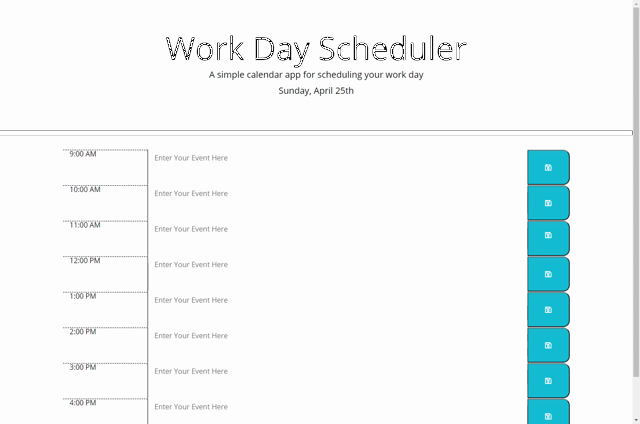 Work Day Scheduler
A simple calendar app for scheduling your work day
Sunday, April 25th
9:00 AM Enter Your Event Here
10:00 AM Enter Your Event Here
11:00 AM Enter Your Event Here
12:00 PM Enter Your Event Here
1:00 PM Enter Your Event Here
2:00 PM Enter Your Event Here
3:00 PM Enter Your Event Here
4:00 PM Enter Your Event Here